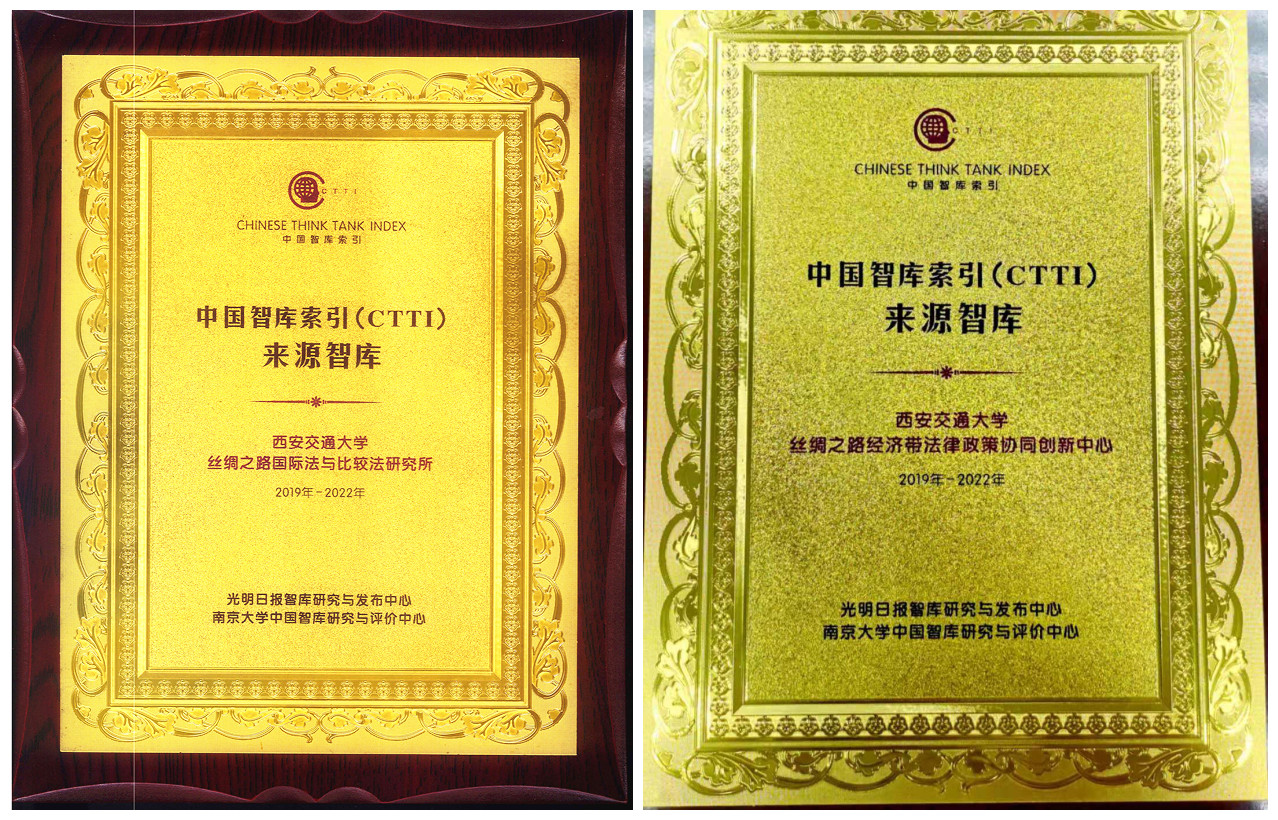 CTTI
CHINESE THINK TANK INDEX
中国智库索引
中国智库索引(CTTI)
来源智库
西安交通大学
丝绸之路国际法与比较法研究所
2019年-2022年
光明日报智库研究与发布中心
南京大学中国智库研究与评价中心
CTTI
CHINESE THINK TANK INDEX
中国智库索引
中国智库索引(CTTI)
来源智库
西安交通大学
丝绸之路经济带法律政策协同创新中心
2019年-2022年
光明日报智库研究与发布中心
南京大学中国智库研究与评价中心